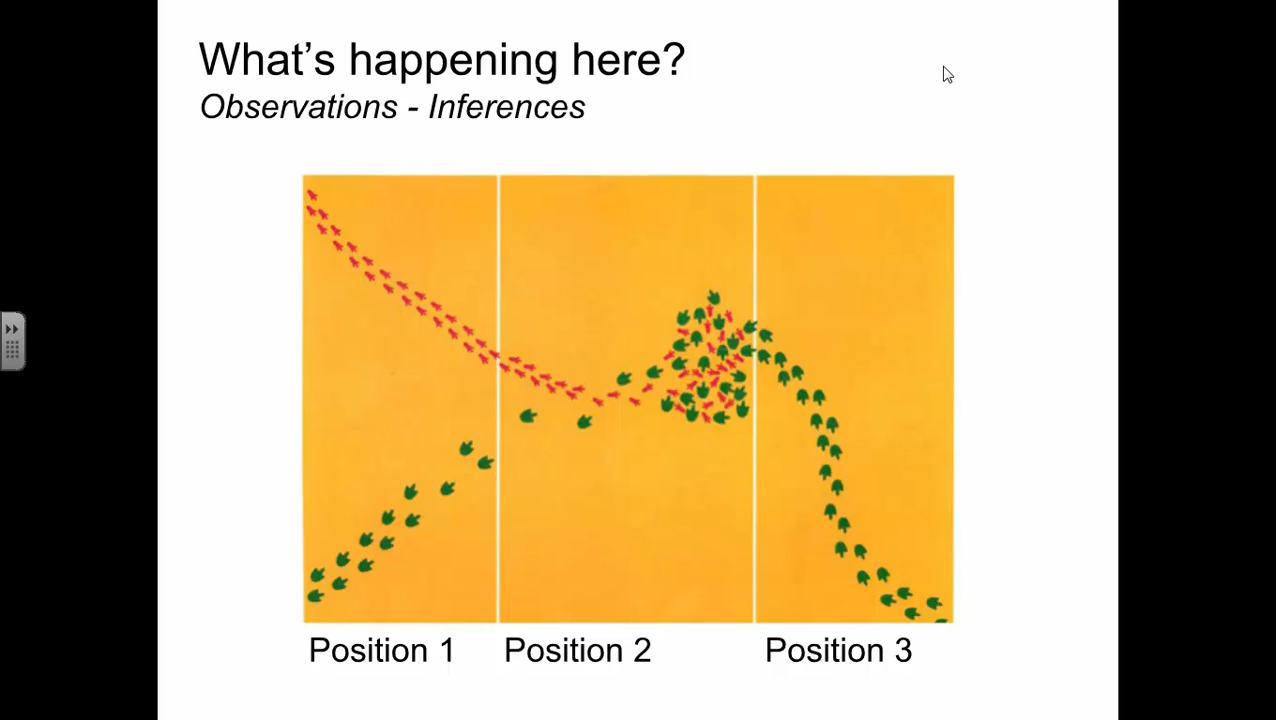 What's happening here?
Observations - Inferences
Position 1
Position 2
Position 3